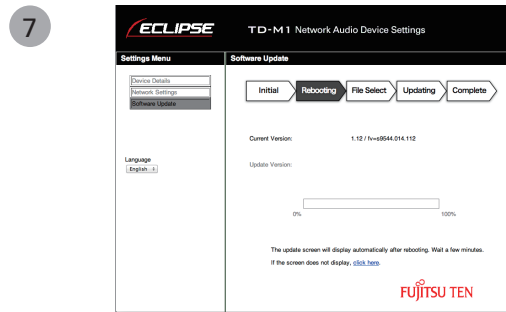 7
ECLIPSE
TD-M1 Network Audio Device Settings
Settings Menu
Software Update
Device Details
Network Settings
Software Update
Initial
Rebooting
File Select
Updating
Complete
Current Version:
1.12 / fv=s9544.014.112
Update Version:
Language
English
0%
100%
The update screen will display automatically after rebooting. Wait a few minutes.
If the screen does not display, click here.
FUJITSU TEN